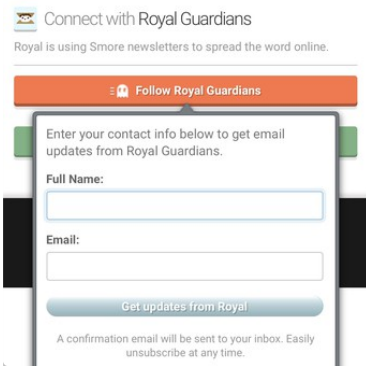 Connect with Royal Guardians
Royal is using Smore newsletters to spread the word online.
Follow Royal Guardians
Enter your contact info below to get email
updates from Royal Guardians.
Full Name:
Email:
Get updates from Royal
A confirmation email will be sent to your inbox. Easily
unsubscribe at any time.